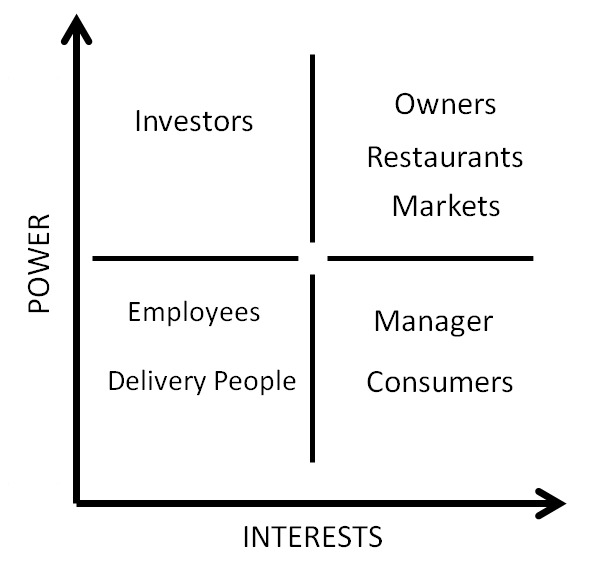 Investors
Owners
Restaurants
Markets
POWER
Employees
Delivery People
Manager
Consumers
INTERESTS